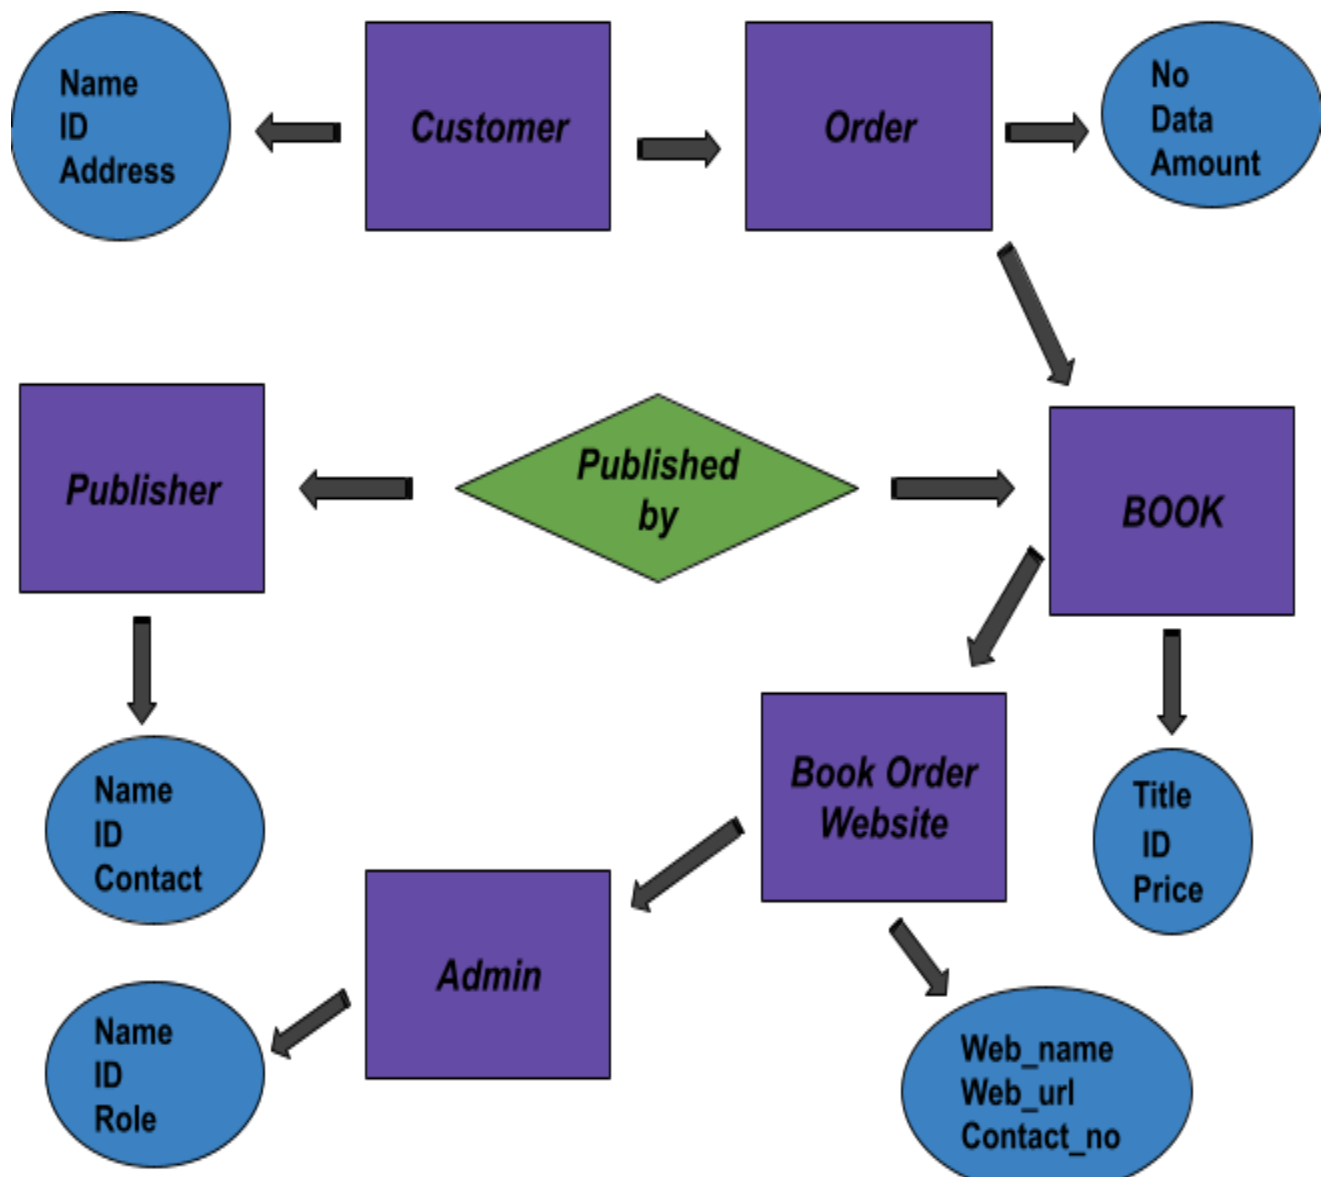 Name
ID
Address
Customer
Order
No
Data
Amount
Publisher
Published
by
BOOK
Name
ID
Contact
Book Order
Website
Title
ID
Price
Admin
Name
ID
Role
Web_name
Web_url
Contact_no